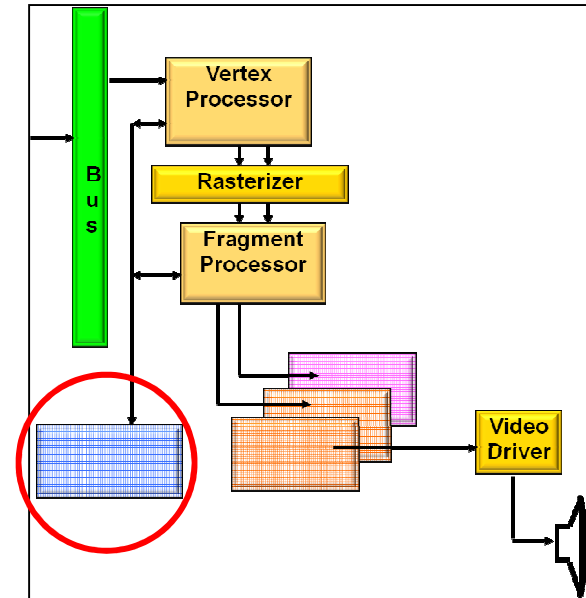 Vertex
Processor
B
u
s
Rasterizer
Fragment
Processor
Video
Driver